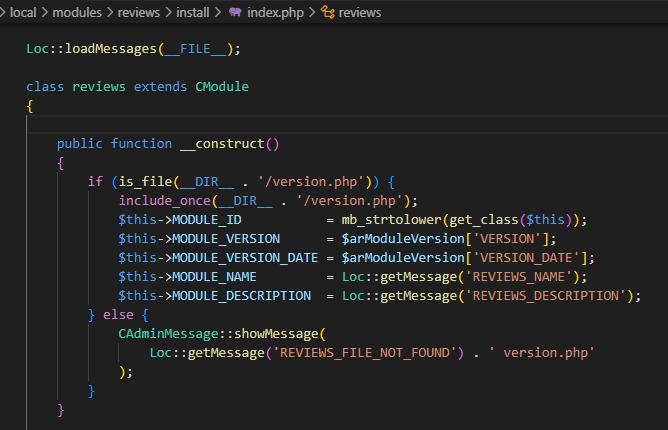 local > modules > reviews > install > index.php > reviews
Loc::loadMessages(__FILE__);
class reviews extends CModule
{
public function __construct()
{
if (is_file(__DIR__ . '/version.php')) {
include_once(__DIR__ . '/version.php');
$this->MODULE_ID = mb_strtolower(get_class($this));
$this->MODULE_VERSION = $arModuleVersion['VERSION'];
$this->MODULE_VERSION_DATE = $arModuleVersion['VERSION_DATE'];
$this->MODULE_NAME = Loc::getMessage('REVIEWS_NAME');
$this->MODULE_DESCRIPTION = Loc::getMessage('REVIEWS_DESCRIPTION');
} else {
CAdminMessage::showMessage(
Loc::getMessage('REVIEWS_FILE_NOT_FOUND') . ' version.php'
);
}
}